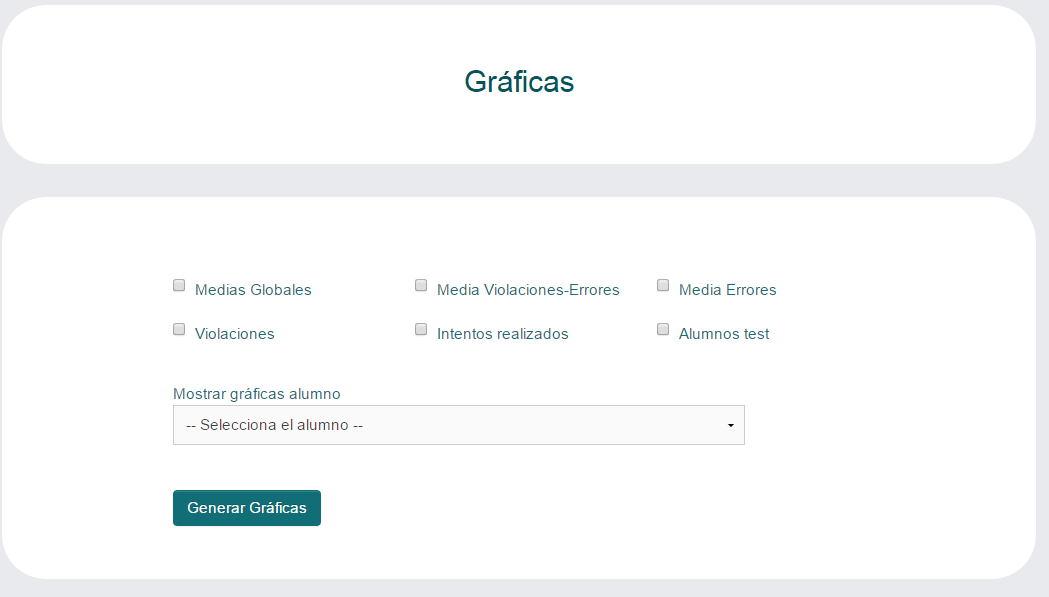 Gráficas
Medias Globales Media Violaciones-Errores Media Errores
Violaciones Intentos realizados Alumnos test
Mostrar gráficas alumno
-- Selecciona el alumno --
Generar Gráficas